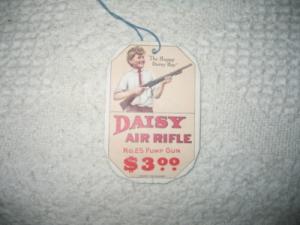 "The Happy
Daisy Boy"
DAISY
AIR RIFLE
No. 25 PUMP GUN
$3.00